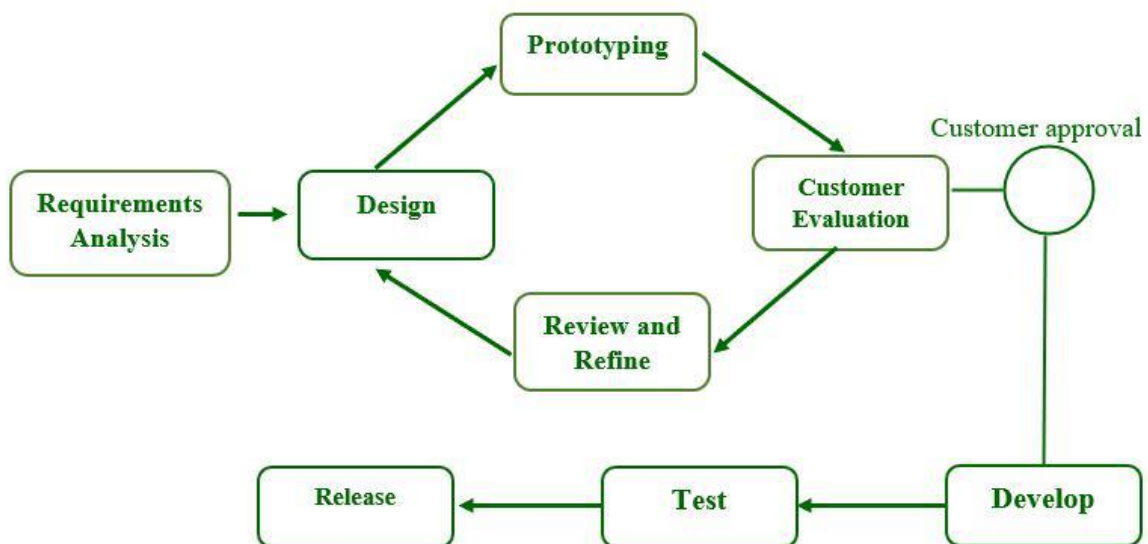 Prototyping
Customer approval
Requirements
Analysis
Design
Customer
Evaluation
Review and
Refine
Release
Test
Develop